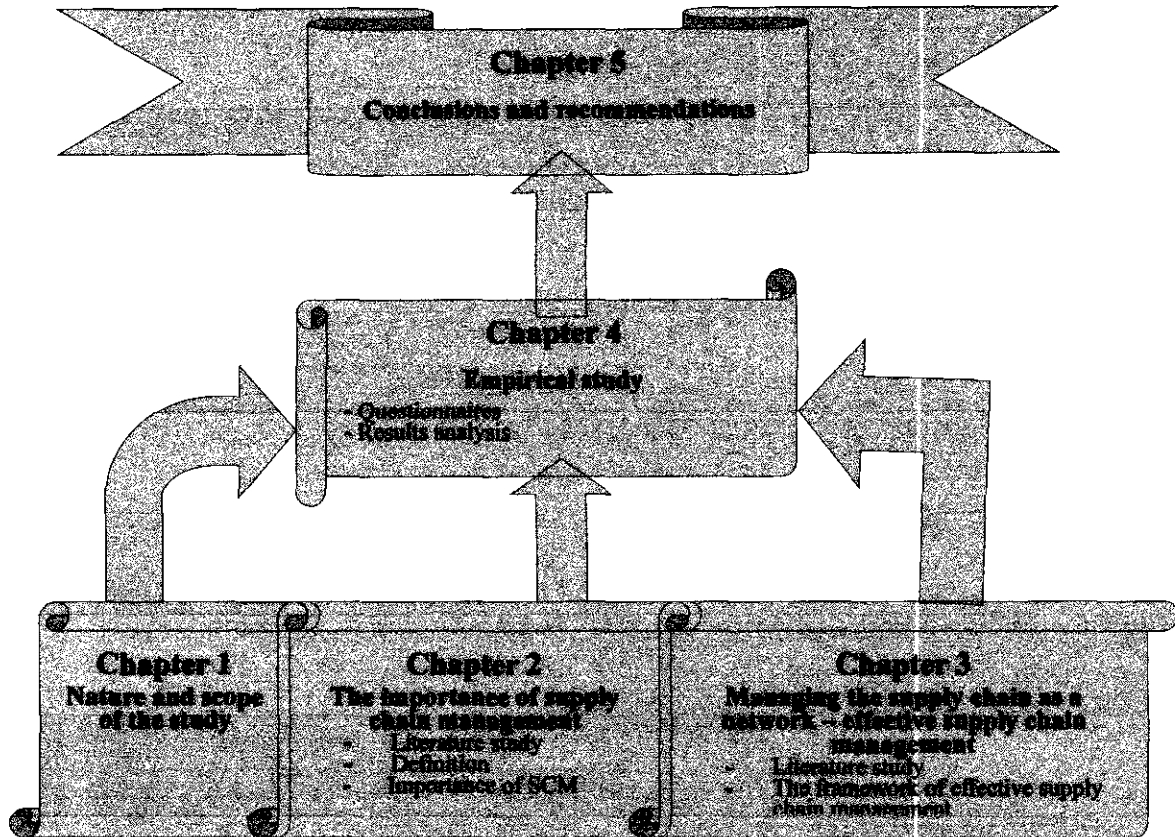 Chapter 5
Conclusions and recommendations
Chapter 4
Empirical study
- Questionnaires
- Results analysis
Chapter 1
Nature and scope
of the study
Chapter 2
The importance of supply
chain management
- Literature study
- Definition
- Importance of SCM
Chapter 3
Managing the supply chain as a
network – effective supply chain
management
- Literature study
- The framework of effective supply
chain management